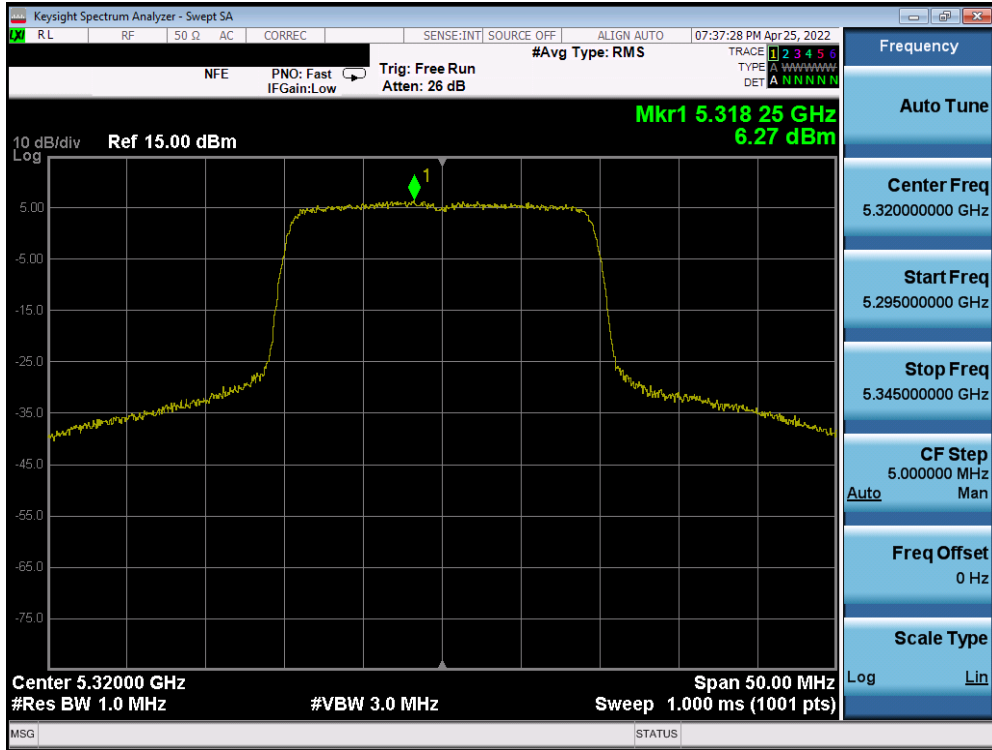 Keysight Spectrum Analyzer - Swept SA
LXI RL RF 50 Ω AC CORREC SENSE:INT SOURCE OFF ALIGN AUTO 07:37:28 PM Apr 25, 2022
#Avg Type: RMS
TRACE 1 2 3 4 5 6
TYPE A WWWWW
DET A N N N N N
NFE PNO: Fast Trig: Free Run
IFGain:Low Atten: 26 dB
Mkr1 5.318 25 GHz
6.27 dBm
10 dB/div Ref 15.00 dBm
Log
1
5.00
-5.00
-15.0
-25.0
-35.0
-45.0
-55.0
-65.0
-75.0
Center 5.32000 GHz Span 50.00 MHz
#Res BW 1.0 MHz #VBW 3.0 MHz Sweep 1.000 ms (1001 pts)
MSG STATUS
Frequency
Auto Tune
Center Freq
5.320000000 GHz
Start Freq
5.295000000 GHz
Stop Freq
5.345000000 GHz
CF Step
5.000000 MHz
Auto Man
Freq Offset
0 Hz
Scale Type
Log Lin